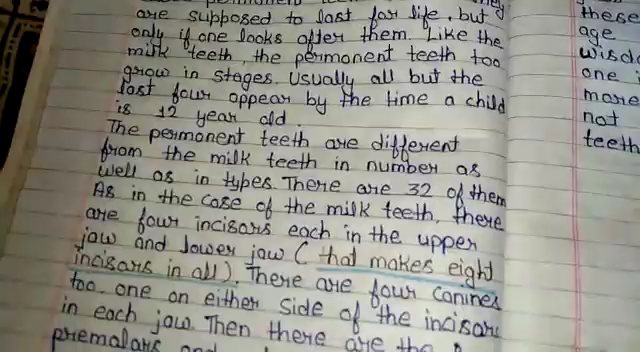 are supposed to last for life, but
only if one looks after them. Like the
milk teeth, the permanent teeth too
grow in stages. Usually all but the
last four appear by the time a child
is 12 year old.
The permanent teeth are different
from the milk teeth in number as
well as in types. There are 32 of them
As in the case of the milk teeth, there
are four incisors each in the upper
jaw and lower jaw ( that makes eight
incisors in all). There are four canines
too. one on either side of the incisors
in each jaw. Then there are the
premolars and
these
age
one
more
not
teeth